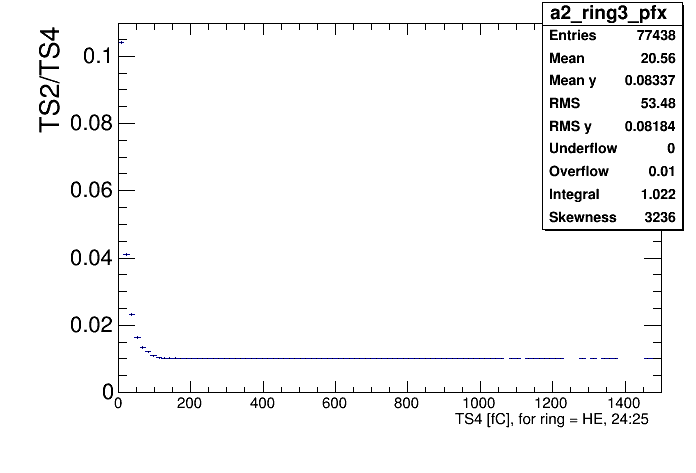 a2_ring3_pfx
Entries 77438
Mean 20.56
Mean y 0.08337
RMS 53.48
RMS y 0.08184
Underflow 0
Overflow 0.01
Integral 1.022
Skewness 3236
TS2/TS4
0.1
0.08
0.06
0.04
0.02
0
0 200 400 600 800 1000 1200 1400
TS4 [fC], for ring = HE, 24:25